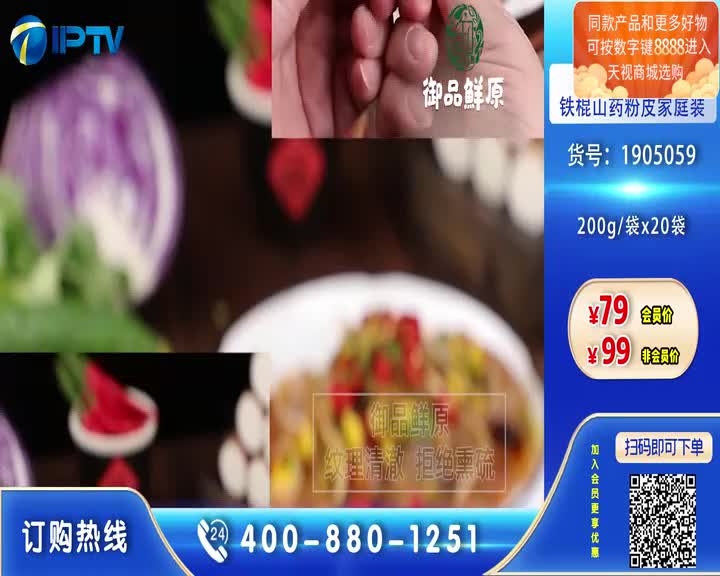 IPTV
御品鲜原
同款产品和更多好物
可按数字键8888进入
天视商城选购
铁棍山药粉皮家庭装
货号：1905059
200g/袋x20袋
¥79 会员价
¥99 非会员价
御品鲜原
纹理清澈 拒绝熏硫
加入会员更享优惠
扫码即可下单
订购热线
24
400-880-1251